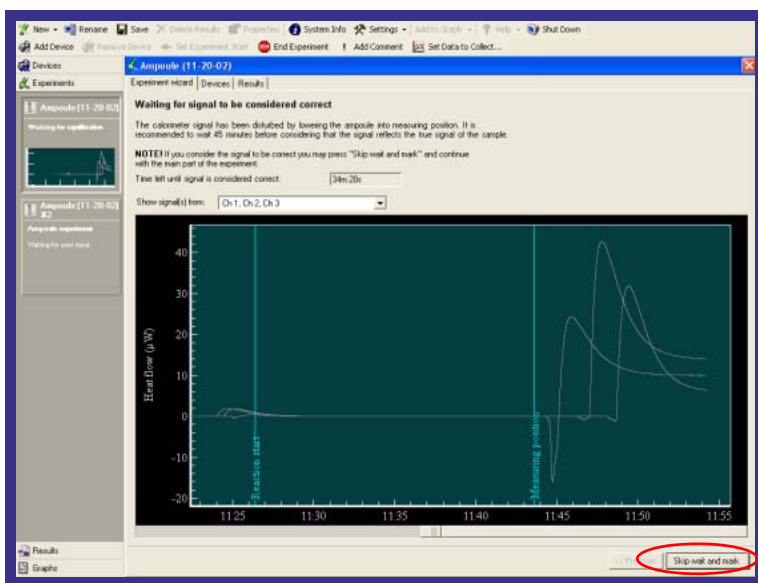 New Rename Save Delete Results Properties System Info Settings Add to Graph Help Shut Down
Add Device Remove Device Set Experiment Start End Experiment ! Add Comment Set Data to Collect...
Devices
Experiments
Ampoule (11-20-02)
Waiting for equilibration
Ampoule (11-20-02)
#2
Ampoule experiment
Waiting for user input
Results
Graphs
Ampoule (11-20-02)
Experiment wizard Devices Results
Waiting for signal to be considered correct
The calorimeter signal has been disturbed by lowering the ampoule into measuring position. It is
recommended to wait 45 minutes before considering that the signal reflects the true signal of the sample.
NOTE! If you consider the signal to be correct you may press "Skip wait and mark" and continue
with the main part of the experiment.
Time left until signal is considered correct: 34m 20s
Show signal(s) from: Ch 1, Ch 2, Ch 3
Heat flow (µW)
40
30
20
10
0
-10
-20
Reaction start
Measuring position
11:25 11:30 11:35 11:40 11:45 11:50 11:55
Skip wait and mark